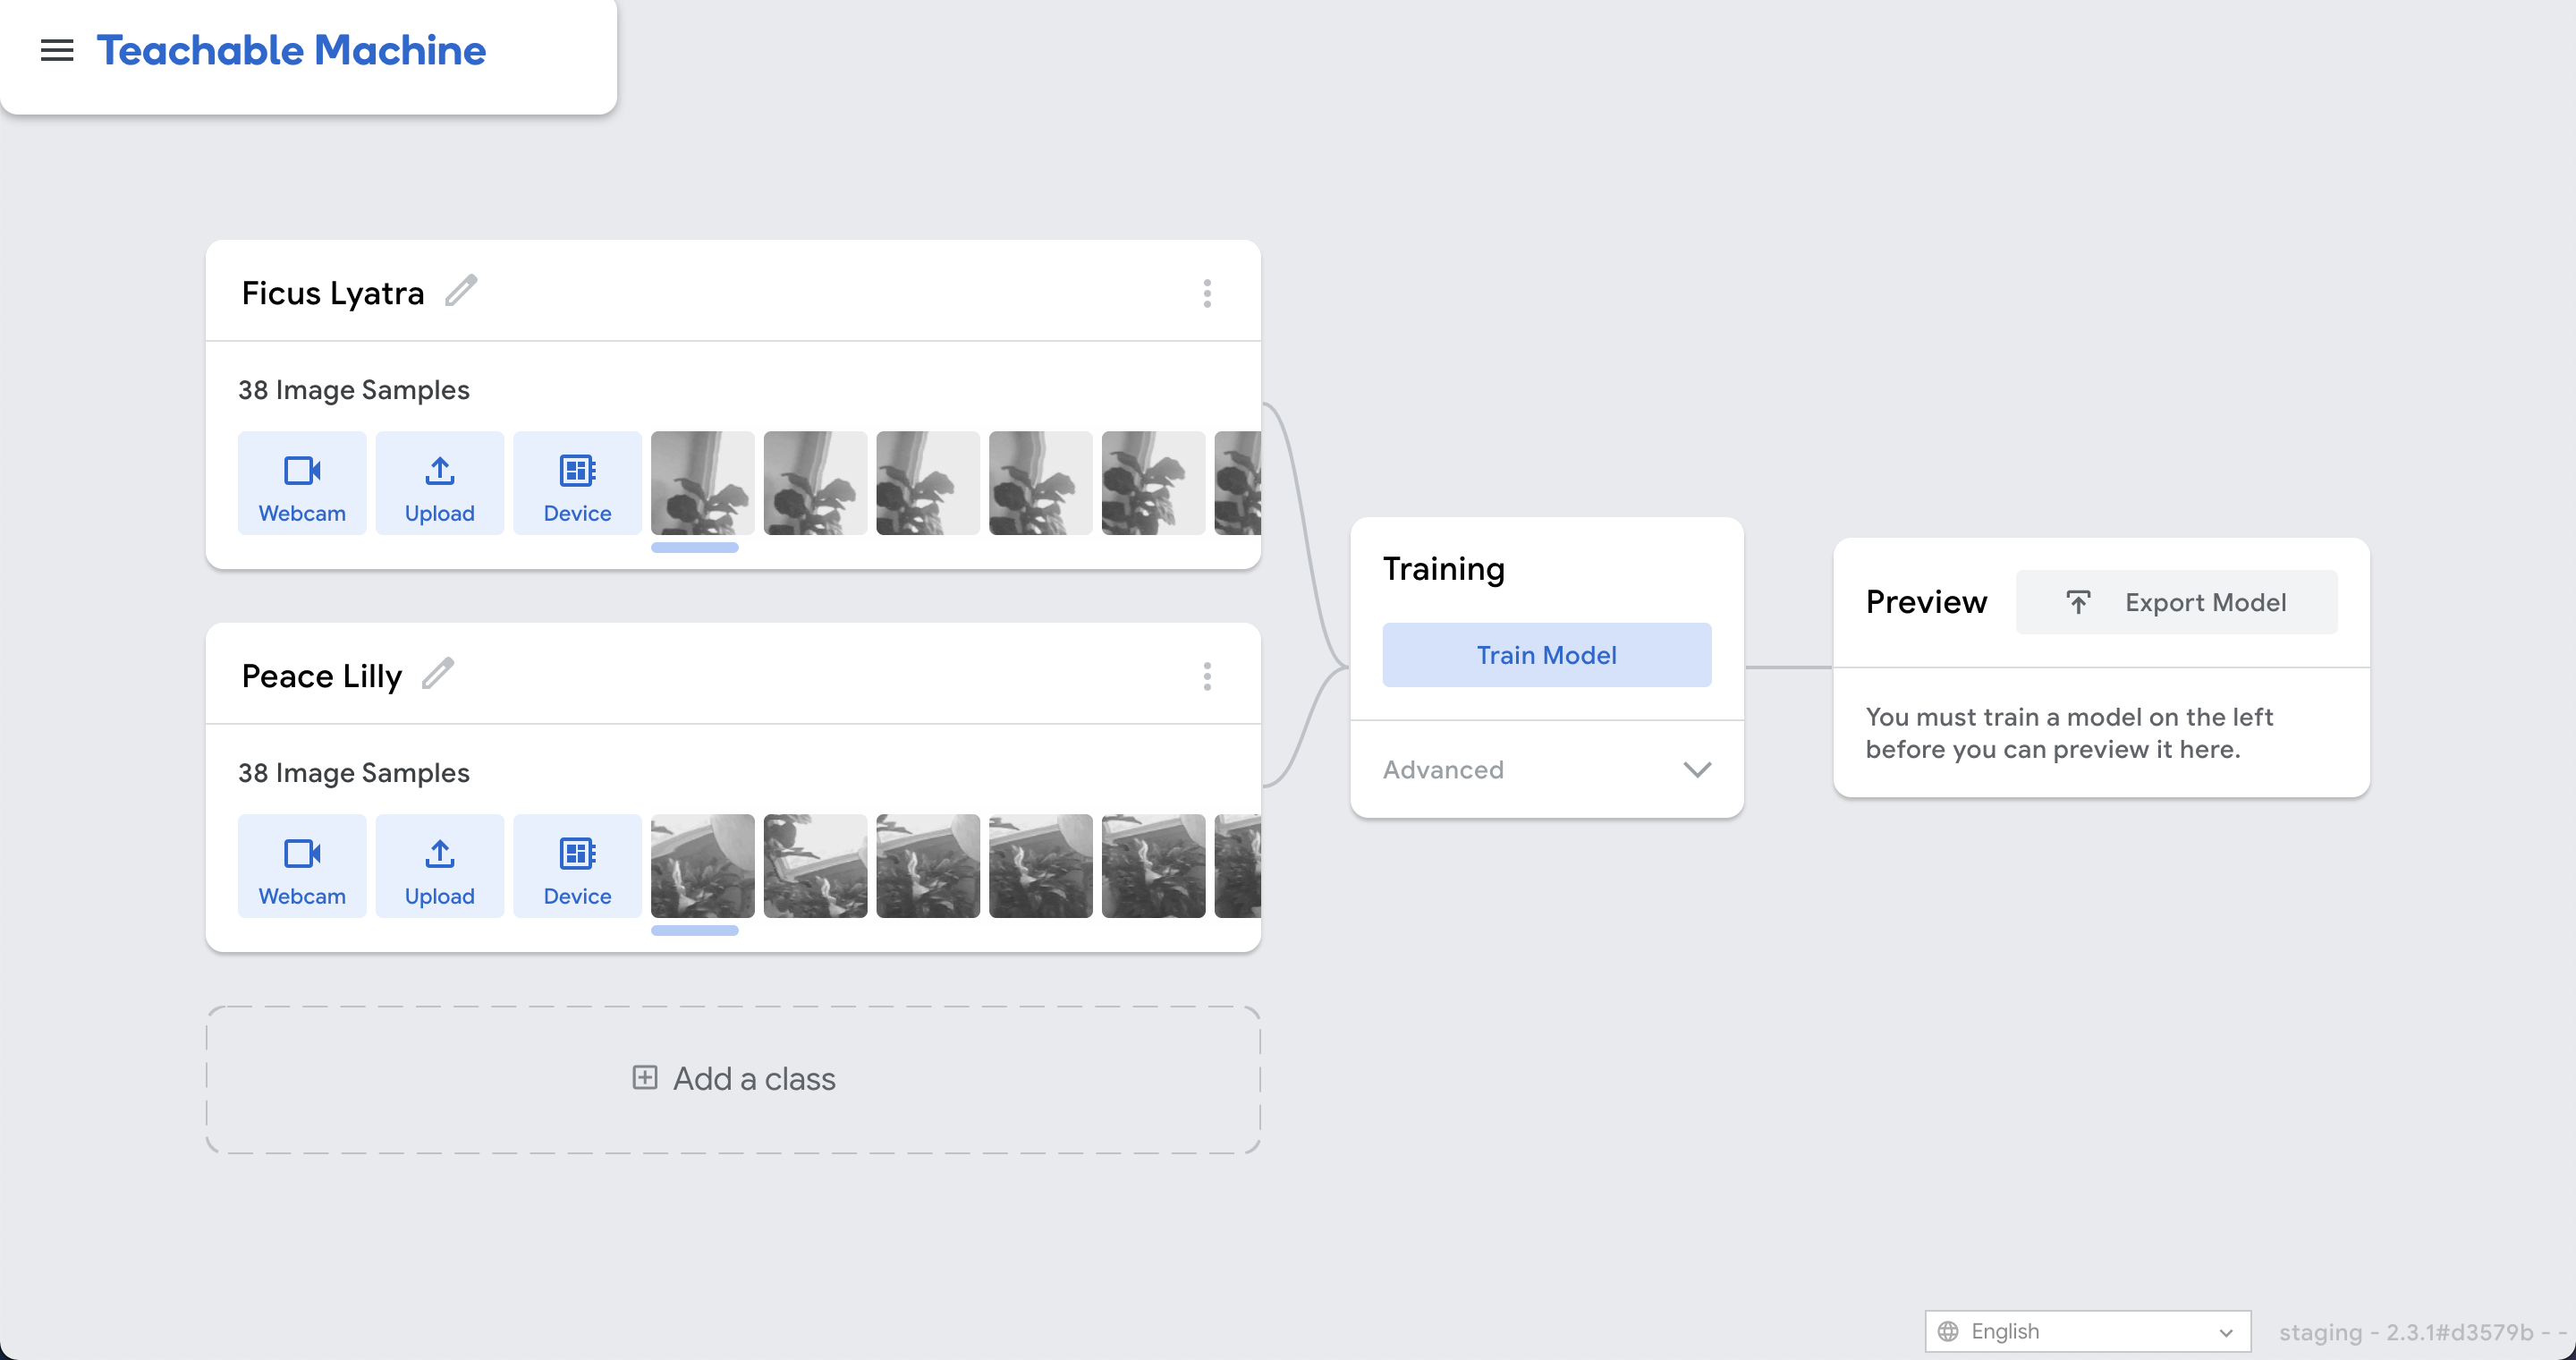 Teachable Machine
Ficus Lyatra
38 Image Samples
Webcam
Upload
Device
Peace Lilly
38 Image Samples
Webcam
Upload
Device
Add a class
Training
Train Model
Advanced
Preview
Export Model
You must train a model on the left
before you can preview it here.
English
staging - 2.3.1#d3579b - -